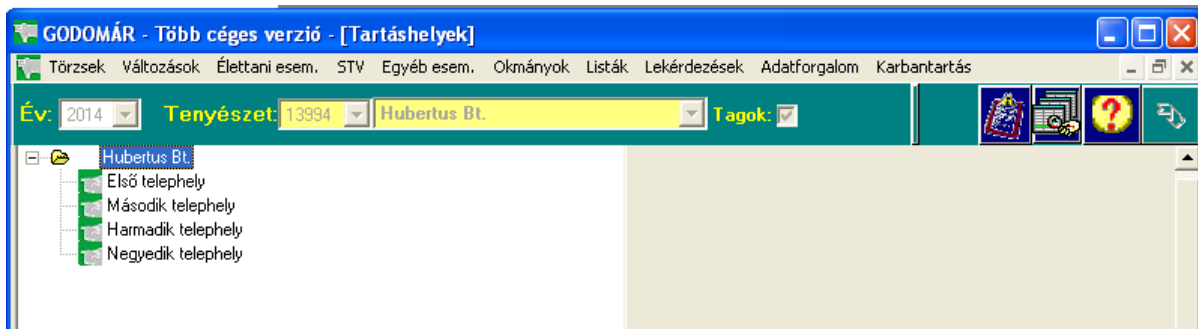 GODOMÁR - Több céges verzió - [Tartáshelyek]
Törzsek Változások Élettani esem. STV Egyéb esem. Okmányok Listák Lekérdezések Adatforgalom Karbantartás
Év: 2014 Tenyészet: 13994 Hubertus Bt. Tagok:
Hubertus Bt.
Első telephely
Második telephely
Harmadik telephely
Negyedik telephely